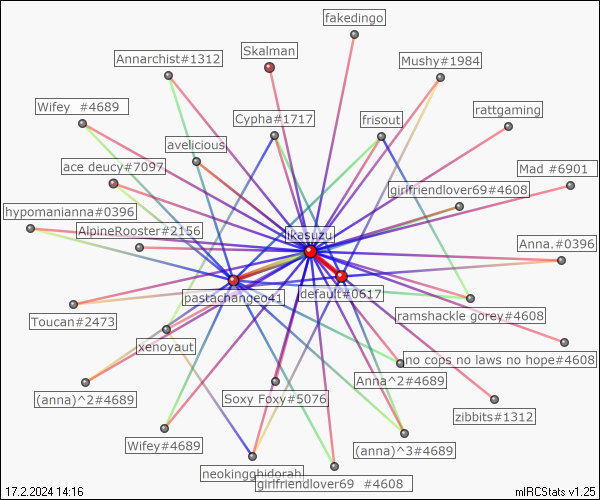 fakedingo
Skalman
Annarchist#1312
Mushy#1984
Wifey #4689
rattgaming
Cypha#1717
frisout
avelicious
ace deucy#7097
Mad #6901
girlfriendlover69#4608
hypomanianna#0396
AlpineRooster#2156
ikasuzu
Anna.#0396
pastachangeo41
default#0617
Toucan#2473
ramshackle gorey#4608
xenoyaut
no cops no laws no hope#4608
Anna^2#4689
(anna)^2#4689
Soxy Foxy#5076
zibbits#1312
Wifey#4689
(anna)^3#4689
neokingghidorah
girlfriendlover69 #4608
17.2.2024 14:16
mIRCStats v1.25